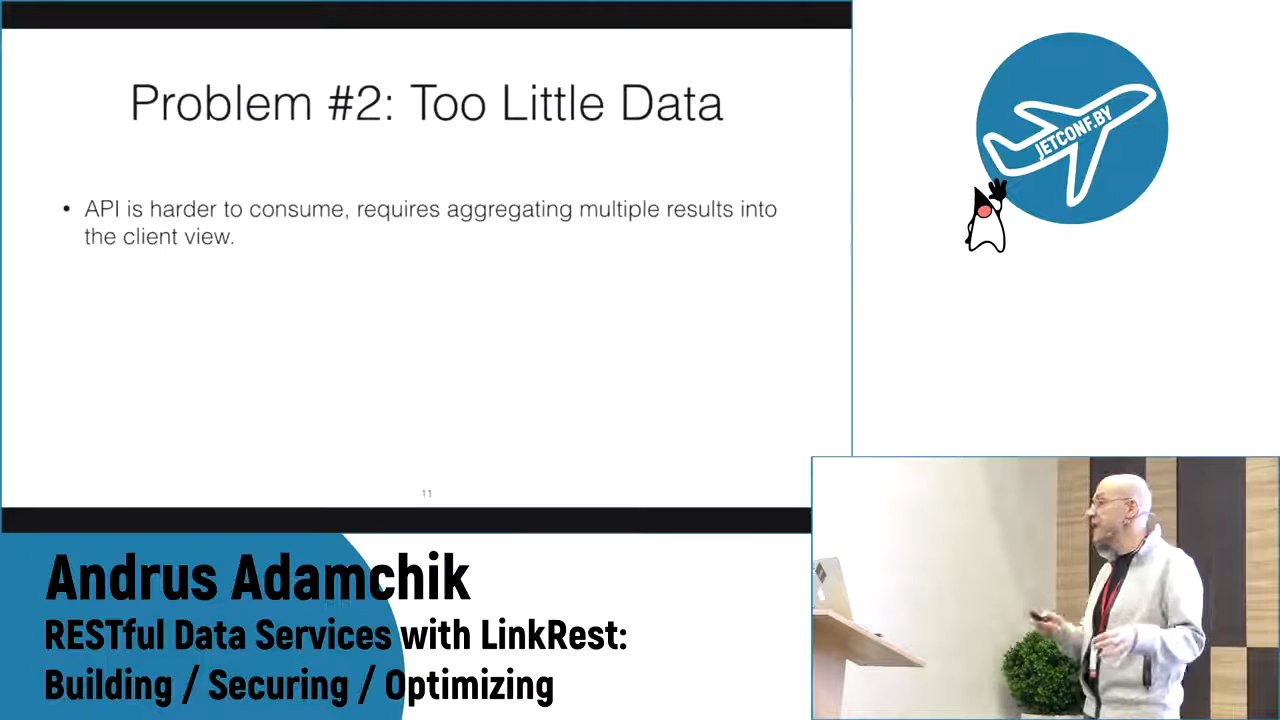 Problem #2: Too Little Data
• API is harder to consume, requires aggregating multiple results into
the client view.
11
JETCONF.BY
Andrus Adamchik
RESTful Data Services with LinkRest:
Building / Securing / Optimizing